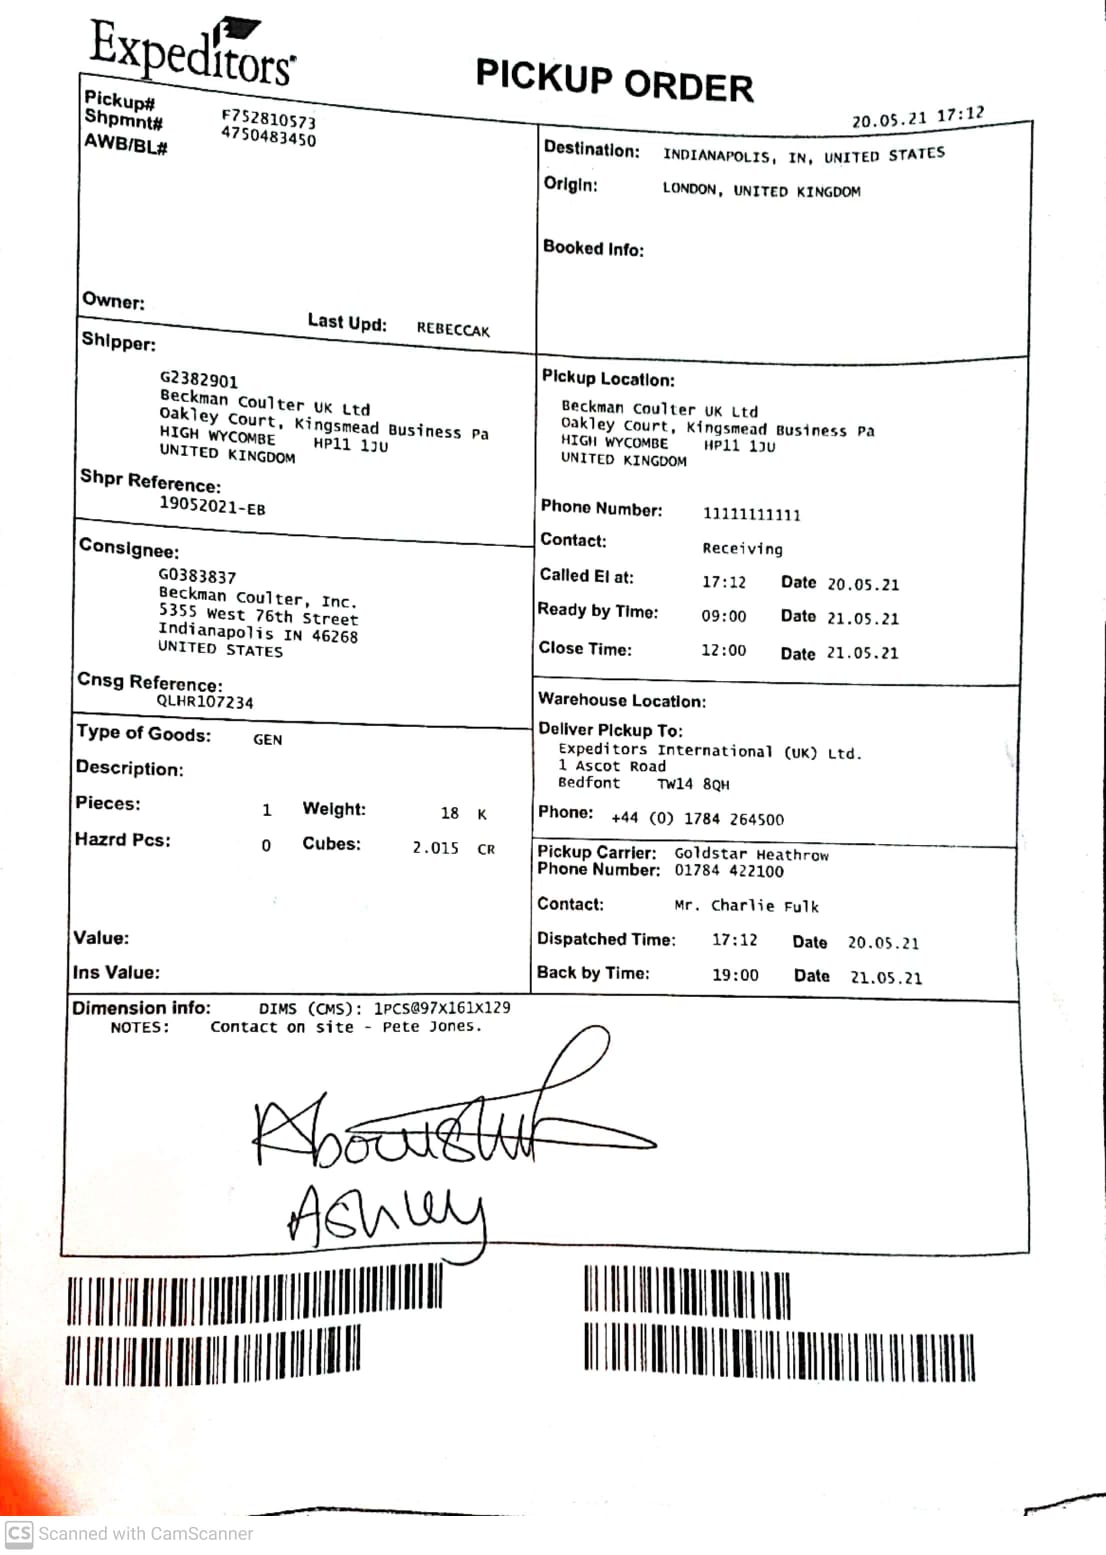 Expeditors
PICKUP ORDER
20.05.21 17:12
Pickup# F752810573
Shpmnt# 4750483450
AWB/BL#
Owner:
Last Upd: REBECCAK
Destination: INDIANAPOLIS, IN, UNITED STATES
Origin: LONDON, UNITED KINGDOM
Booked Info:
Shipper:
G2382901
Beckman Coulter UK Ltd
Oakley Court, Kingsmead Business Pa
HIGH WYCOMBE HP11 1JU
UNITED KINGDOM
Shpr Reference:
19052021-EB
Consignee:
G0383837
Beckman Coulter, Inc.
5355 West 76th Street
Indianapolis IN 46268
UNITED STATES
Cnsg Reference:
QLHR107234
Type of Goods: GEN
Description:
Pieces: 1 Weight: 18 K
Hazrd Pcs: 0 Cubes: 2.015 CR
Value:
Ins Value:
Pickup Location:
Beckman Coulter UK Ltd
Oakley Court, Kingsmead Business Pa
HIGH WYCOMBE HP11 1JU
UNITED KINGDOM
Phone Number: 11111111111
Contact: Receiving
Called EI at: 17:12 Date 20.05.21
Ready by Time: 09:00 Date 21.05.21
Close Time: 12:00 Date 21.05.21
Warehouse Location:
Deliver Pickup To:
Expeditors International (UK) Ltd.
1 Ascot Road
Bedfont TW14 8QH
Phone: +44 (0) 1784 264500
Pickup Carrier: Goldstar Heathrow
Phone Number: 01784 422100
Contact: Mr. Charlie Fulk
Dispatched Time: 17:12 Date 20.05.21
Back by Time: 19:00 Date 21.05.21
Dimension info: DIMS (CMS): 1PCS@97X161X129
NOTES: Contact on site - Pete Jones.
Ashley
CS Scanned with CamScanner